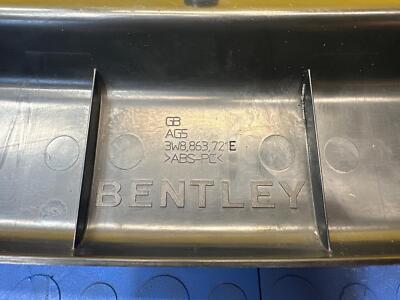 GB
AG5
3W8,863,721E
>ABS-PC<
BENTLEY